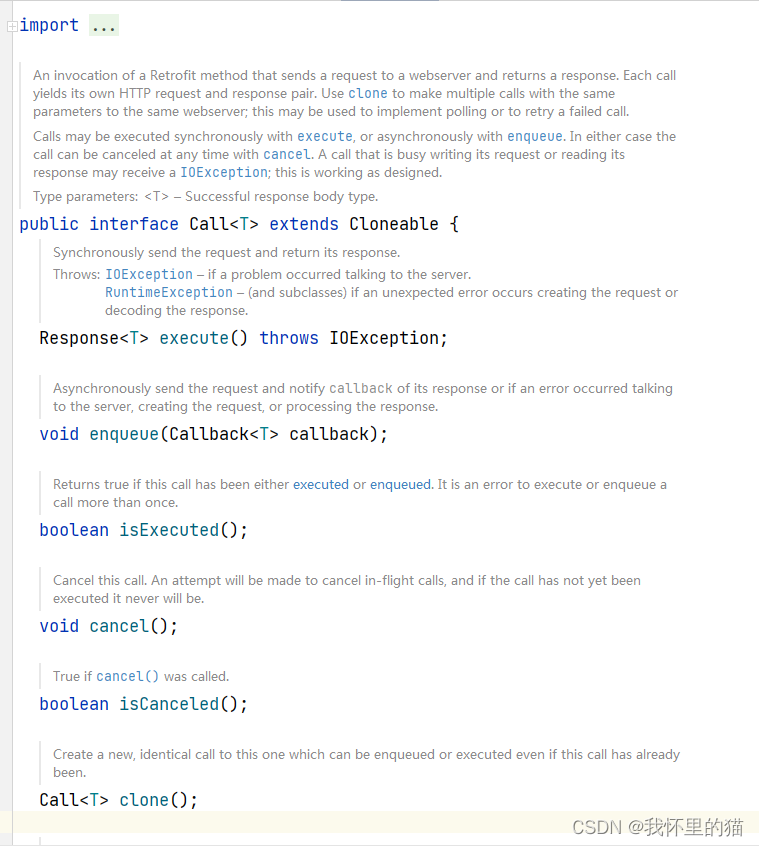 import ...
An invocation of a Retrofit method that sends a request to a webserver and returns a response. Each call
yields its own HTTP request and response pair. Use clone to make multiple calls with the same
parameters to the same webserver; this may be used to implement polling or to retry a failed call.
Calls may be executed synchronously with execute, or asynchronously with enqueue. In either case the
call can be canceled at any time with cancel. A call that is busy writing its request or reading its
response may receive a IOException; this is working as designed.
Type parameters: <T> – Successful response body type.
public interface Call<T> extends Cloneable {
Synchronously send the request and return its response.
Throws: IOException – if a problem occurred talking to the server.
RuntimeException – (and subclasses) if an unexpected error occurs creating the request or
decoding the response.
Response<T> execute() throws IOException;
Asynchronously send the request and notify callback of its response or if an error occurred talking
to the server, creating the request, or processing the response.
void enqueue(Callback<T> callback);
Returns true if this call has been either executed or enqueued. It is an error to execute or enqueue a
call more than once.
boolean isExecuted();
Cancel this call. An attempt will be made to cancel in-flight calls, and if the call has not yet been
executed it never will be.
void cancel();
True if cancel() was called.
boolean isCanceled();
Create a new, identical call to this one which can be enqueued or executed even if this call has already
been.
Call<T> clone();
CSDN @我怀里的猫